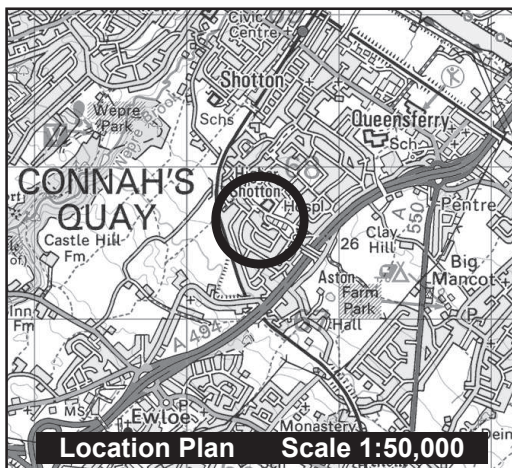 Civic
Centre
Shotton
Wepre
Park
Schs
Queensferry
Sch
CONNAH'S
QUAY
Higher
Shotton
Hospl
Castle Hill
Fm
26
Clay
Hill
A
550
Pentre
Big
Mancot
Aston
Farm
Park
Hall
Inn
Fm
A 494
P
MS
Ewloe
Monastery
Location Plan Scale 1:50,000